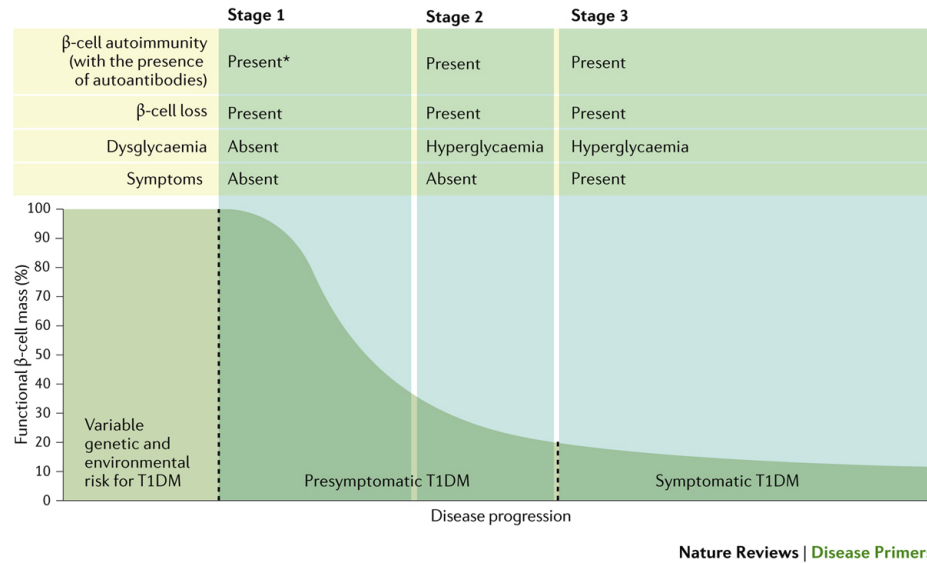 Stage 1
Stage 2
Stage 3
β-cell autoimmunity
(with the presence
of autoantibodies)
Present*
Present
Present
β-cell loss
Present
Present
Present
Dysglycaemia
Absent
Hyperglycaemia
Hyperglycaemia
Symptoms
Absent
Absent
Present
Functional β-cell mass (%)
100
90
80
70
60
50
40
30
20
10
0
Variable
genetic and
environmental
risk for T1DM
Presymptomatic T1DM
Symptomatic T1DM
Disease progression
Nature Reviews | Disease Primers